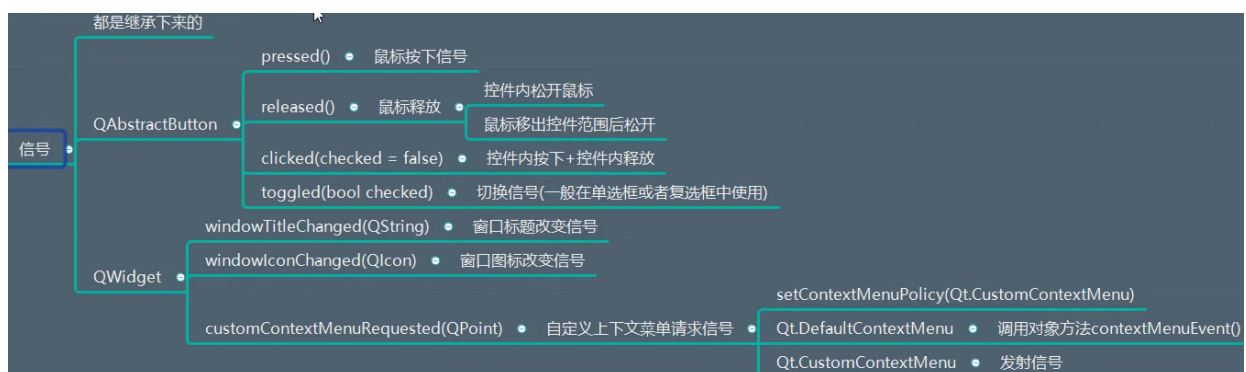 都是继承下来的
pressed() 鼠标按下信号
控件内松开鼠标
released() 鼠标释放
鼠标移出控件范围后松开
QAbstractButton
信号
clicked(checked = false) 控件内按下+控件内释放
toggled(bool checked) 切换信号(一般在单选框或者复选框中使用)
windowTitleChanged(QString) 窗口标题改变信号
windowIconChanged(QIcon) 窗口图标改变信号
QWidget
setContextMenuPolicy(Qt.CustomContextMenu)
customContextMenuRequested(QPoint) 自定义上下文菜单请求信号
Qt.DefaultContextMenu 调用对象方法contextMenuEvent()
Qt.CustomContextMenu 发射信号